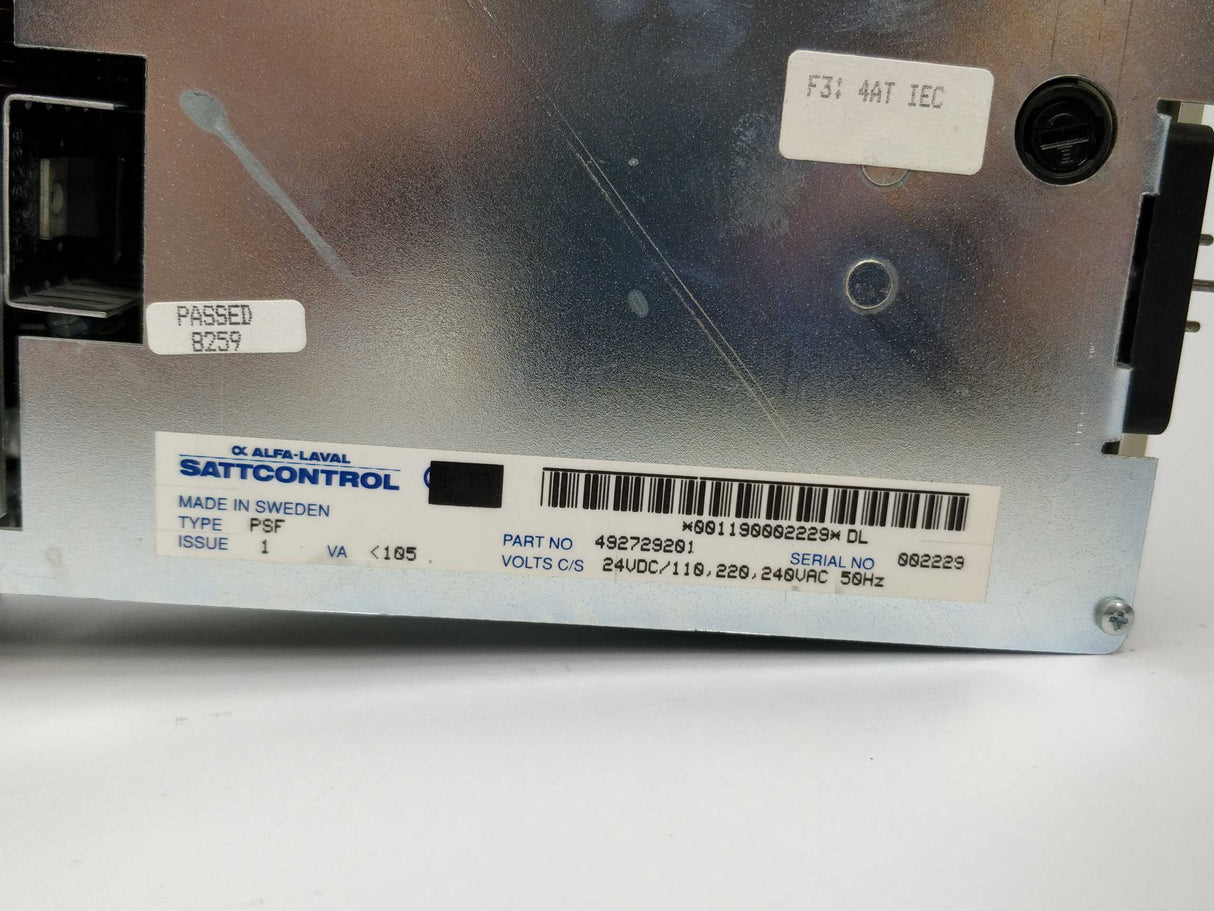 F3: 4AT IEC
PASSED
8259
α ALFA-LAVAL
SATTCONTROL
MADE IN SWEDEN
TYPE PSF
ISSUE 1 VA <105
*001190002229* DL
PART NO 492729201
SERIAL NO 002229
VOLTS C/S 24VDC/110,220,240VAC 50Hz